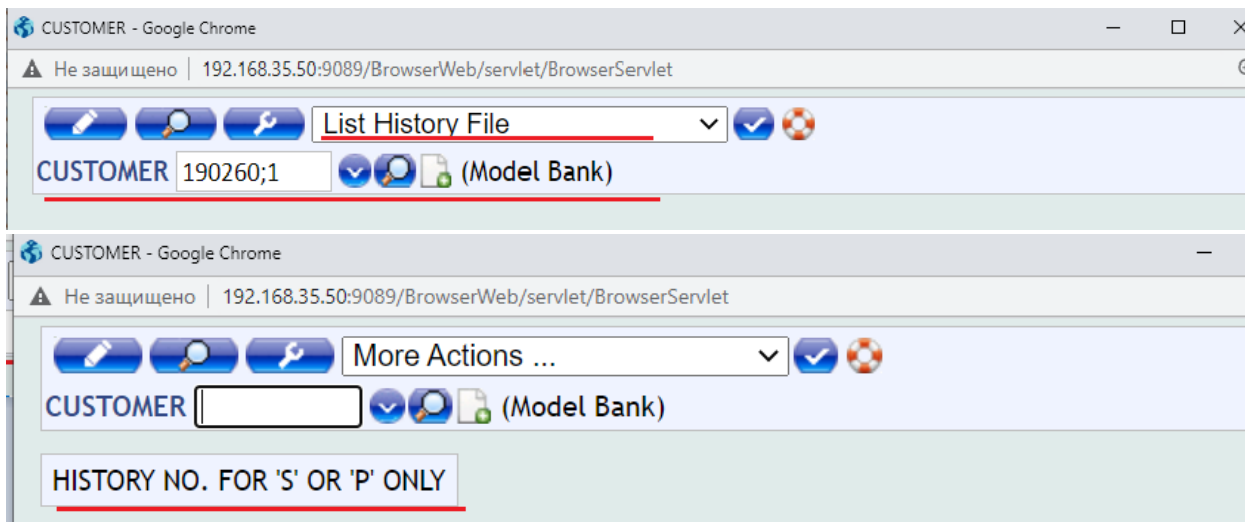 CUSTOMER - Google Chrome
Не защищено | 192.168.35.50:9089/BrowserWeb/servlet/BrowserServlet
List History File
CUSTOMER 190260;1 (Model Bank)
CUSTOMER - Google Chrome
Не защищено | 192.168.35.50:9089/BrowserWeb/servlet/BrowserServlet
More Actions ...
CUSTOMER (Model Bank)
HISTORY NO. FOR 'S' OR 'P' ONLY